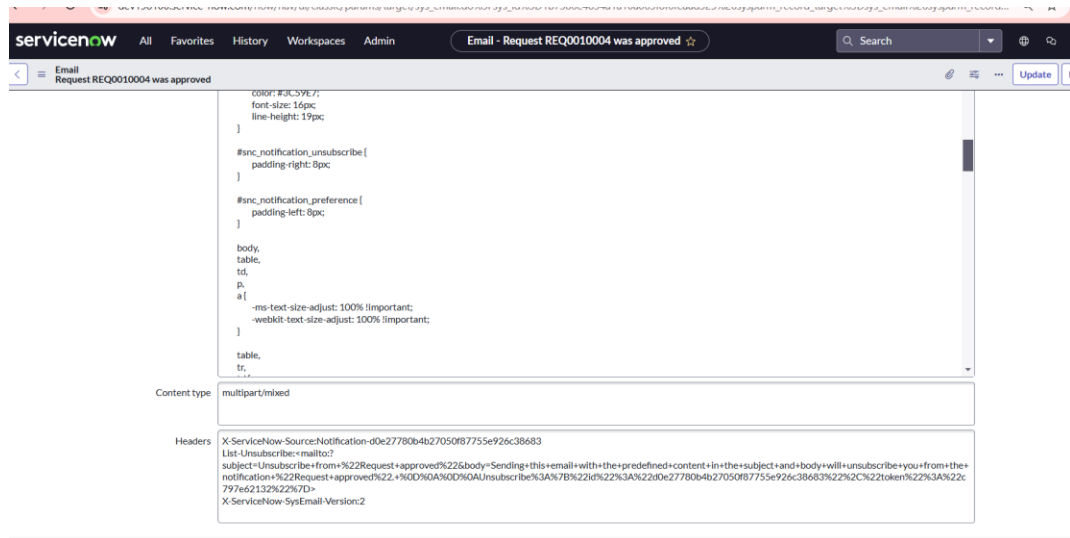 servicenow All Favorites History Workspaces Admin Email - Request REQ0010004 was approved Search
Email
Request REQ0010004 was approved
Update
color: #3C59E7;
font-size: 16px;
line-height: 19px;
}
#snc_notification_unsubscribe {
padding-right: 8px;
}
#snc_notification_preference {
padding-left: 8px;
}
body,
table,
td,
p,
a {
-ms-text-size-adjust: 100% !important;
-webkit-text-size-adjust: 100% !important;
}
table,
tr,
Content type multipart/mixed
Headers X-ServiceNow-Source:Notification-d0e27780b4b27050f87755e926c38683
List-Unsubscribe:<mailto:?
subject=Unsubscribe+from+%22Request+approved%22&body=Sending+this+email+with+the+predefined+content+in+the+subject+and+body+will+unsubscribe+you+from+the+
notification+%22Request+approved%22.+%0D%0A%0D%0AUnsubscribe%3A%7B%22id%22%3A%22d0e27780b4b27050f87755e926c38683%22%2C%22token%22%3A%22c
797e62132%22%7D>
X-ServiceNow-SysEmail-Version:2